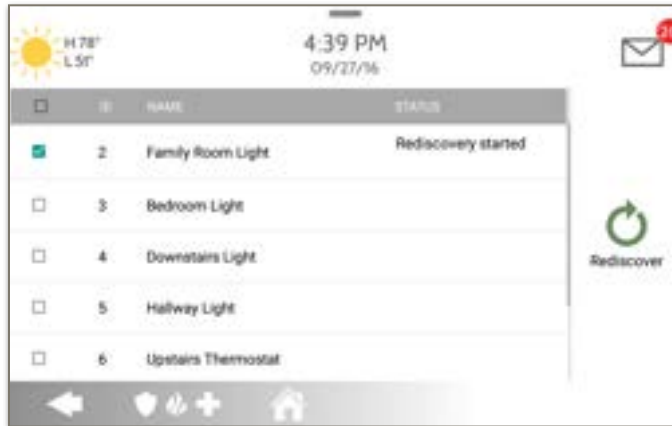 H 78°
L 51°
4:39 PM
09/27/16
ID NAME STATUS
2 Family Room Light Rediscovery started
3 Bedroom Light
4 Downstairs Light
5 Hallway Light
6 Upstairs Thermostat
Rediscover